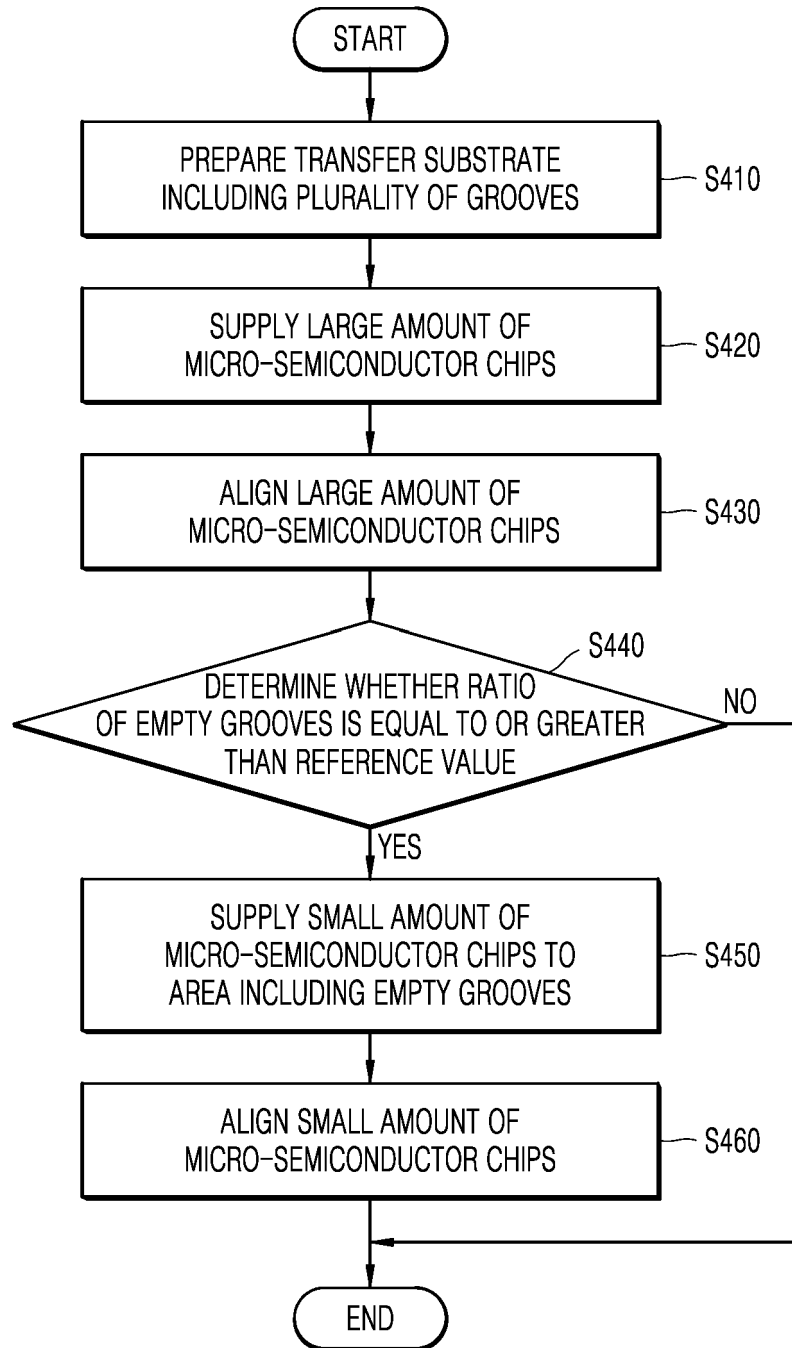 START
PREPARE TRANSFER SUBSTRATE
INCLUDING PLURALITY OF GROOVES
S410
SUPPLY LARGE AMOUNT OF
MICRO-SEMICONDUCTOR CHIPS
S420
ALIGN LARGE AMOUNT OF
MICRO-SEMICONDUCTOR CHIPS
S430
S440
DETERMINE WHETHER RATIO
OF EMPTY GROOVES IS EQUAL TO OR GREATER
THAN REFERENCE VALUE
NO
YES
SUPPLY SMALL AMOUNT OF
MICRO-SEMICONDUCTOR CHIPS TO
AREA INCLUDING EMPTY GROOVES
S450
ALIGN SMALL AMOUNT OF
MICRO-SEMICONDUCTOR CHIPS
S460
END